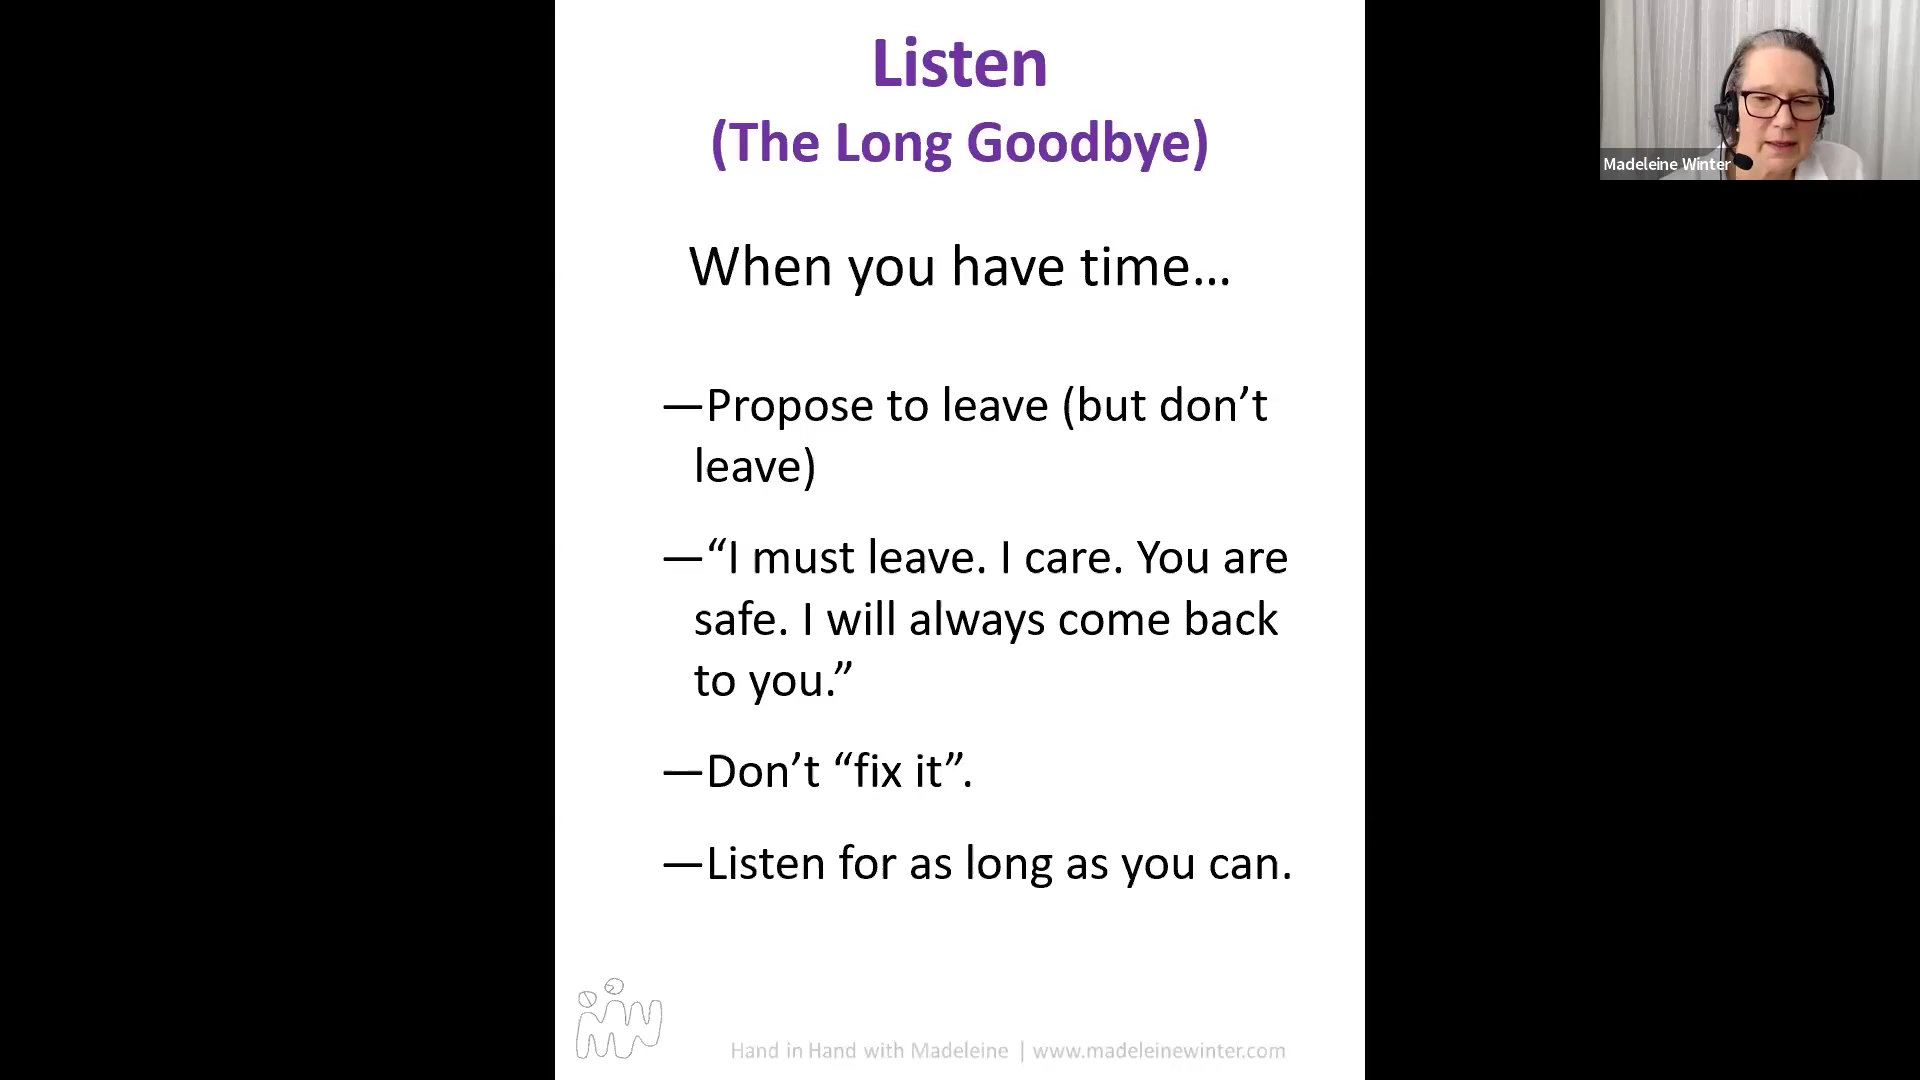 Listen
(The Long Goodbye)
When you have time…
—Propose to leave (but don’t
leave)
—“I must leave. I care. You are
safe. I will always come back
to you.”
—Don’t “fix it”.
—Listen for as long as you can.
Hand in Hand with Madeleine | www.madeleinewinter.com
Madeleine Winter